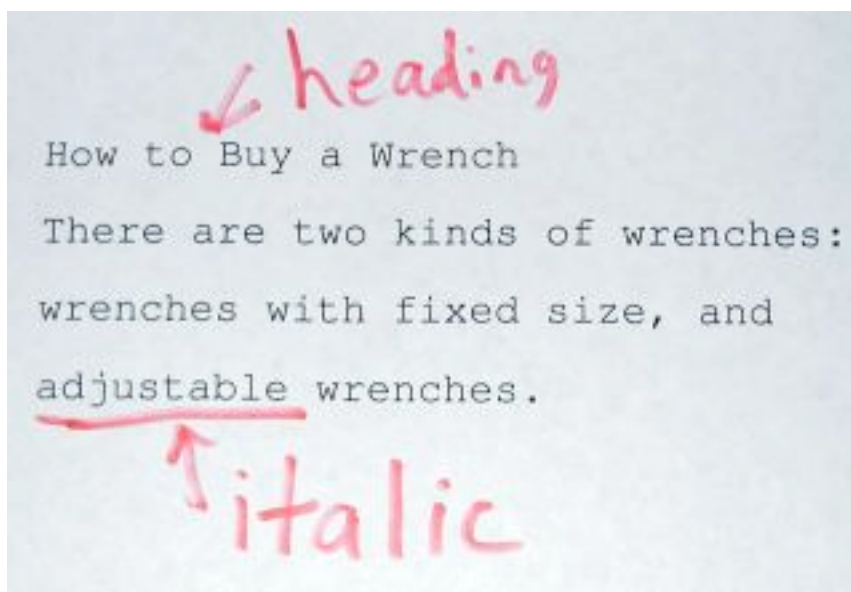 heading
How to Buy a Wrench
There are two kinds of wrenches:
wrenches with fixed size, and
adjustable wrenches.
italic